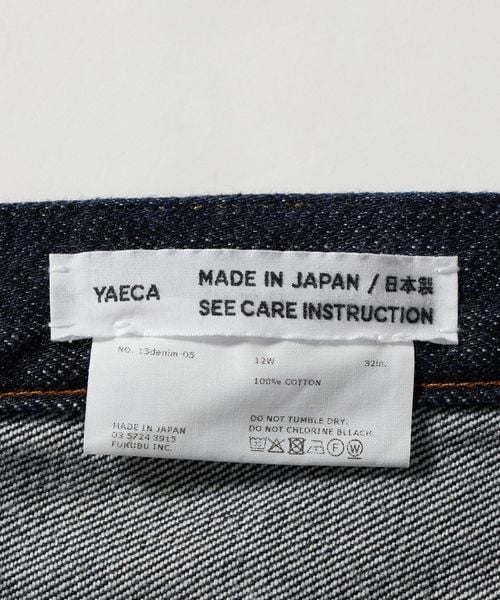 YAECA
MADE IN JAPAN / 日本製
SEE CARE INSTRUCTION
NO. 13denim-05 12W 32in.
100% COTTON
MADE IN JAPAN
03 5724 3915
FUKUBU INC.
DO NOT TUMBLE DRY.
DO NOT CHLORINE BLEACH.